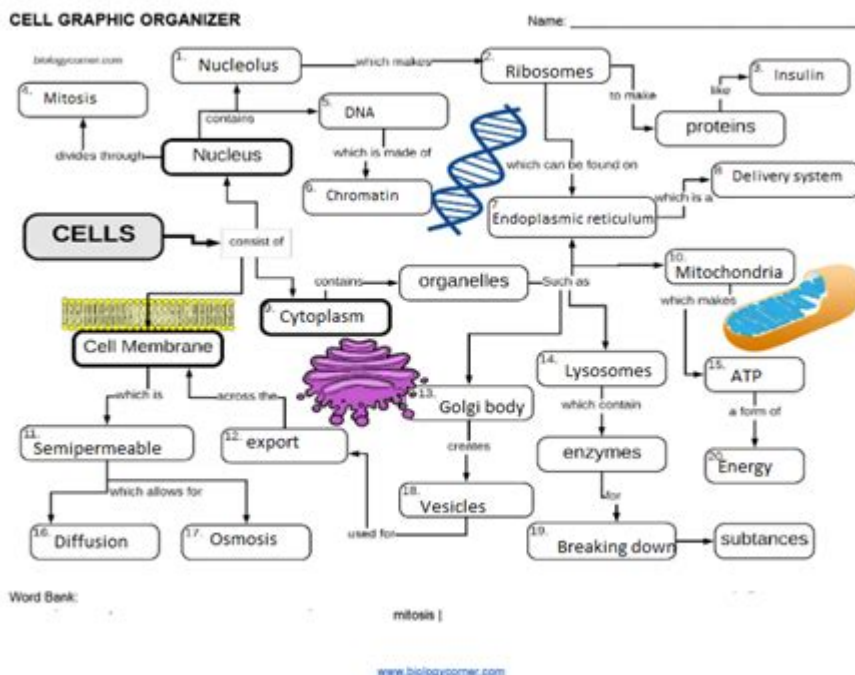 CELL GRAPHIC ORGANIZER
Name:
biologycorner.com
1. Nucleolus
which makes
2. Ribosomes
3. Insulin
like
to make
proteins
4. Mitosis
contains
5. DNA
divides through
Nucleus
which is made of
which can be found on
6. Chromatin
8. Delivery system
which is a
7. Endoplasmic reticulum
CELLS
consist of
contains
organelles
Such as
10. Mitochondria
which makes
9. Cytoplasm
Cell Membrane
14. Lysosomes
15. ATP
which is
across the
13. Golgi body
which contain
a form of
11. Semipermeable
12. export
creates
enzymes
20. Energy
which allows for
18. Vesicles
for
16. Diffusion
17. Osmosis
used for
19. Breaking down
subtances
Word Bank:
mitosis |
www.biologycorner.com